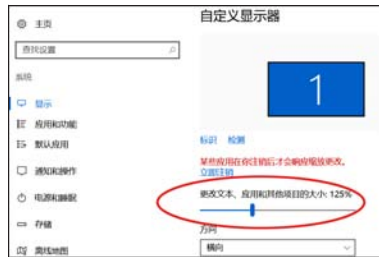 主页
查找设置
系统
显示
应用和功能
默认应用
通知和操作
电源和睡眠
存储
离线地图
自定义显示器
1
标识 检测
某些应用在你注销后才会响应缩放更改。
立即注销
更改文本、应用和其他项目的大小: 125%
方向
横向